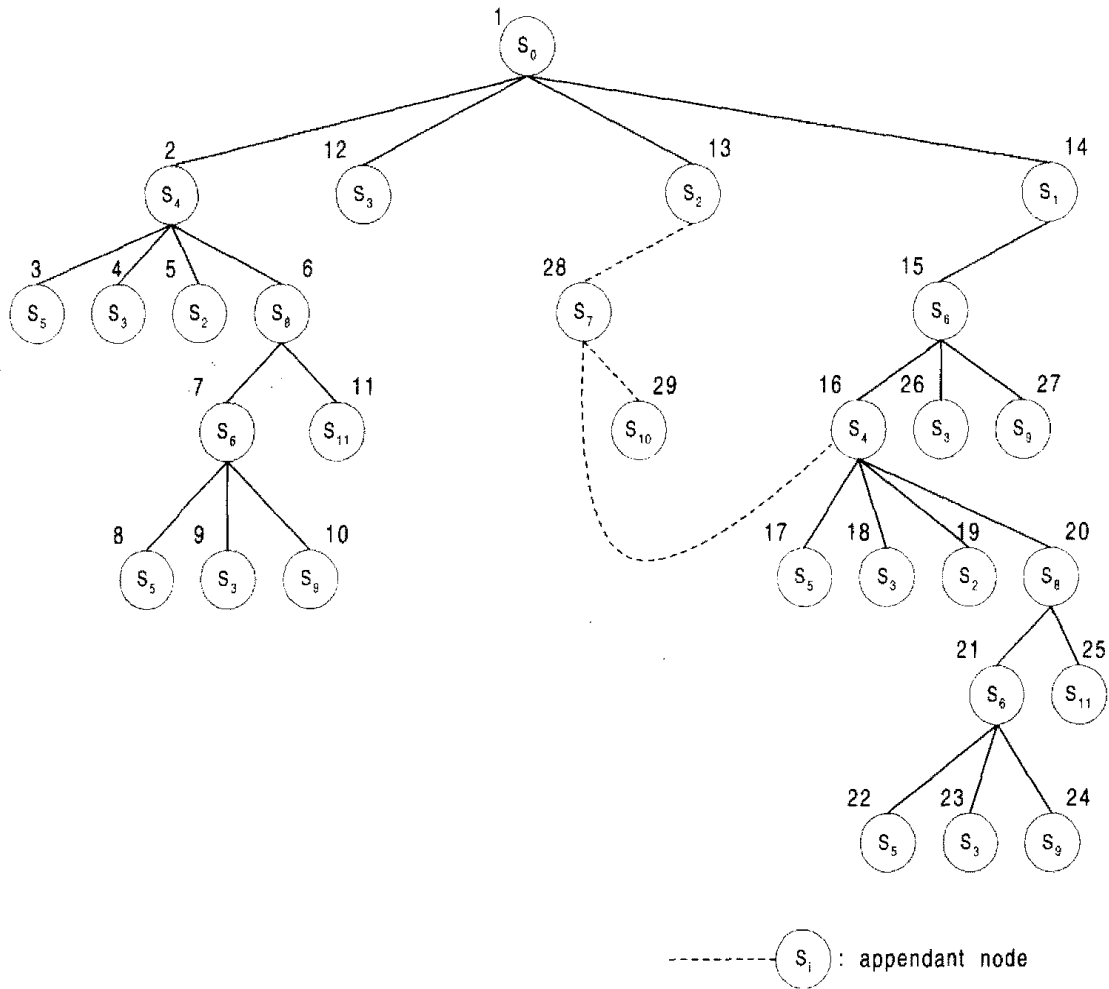 1
S₀
2
12
13
14
S₄
S₃
S₂
S₁
3
4
5
6
28
15
S₅
S₃
S₂
S₈
S₇
S₆
7
11
29
16
26
27
S₆
S₁₁
S₁₀
S₄
S₃
S₉
8
9
10
17
18
19
20
S₅
S₃
S₉
S₅
S₃
S₂
S₈
21
25
S₆
S₁₁
22
23
24
S₅
S₃
S₉
Sᵢ : appendant node